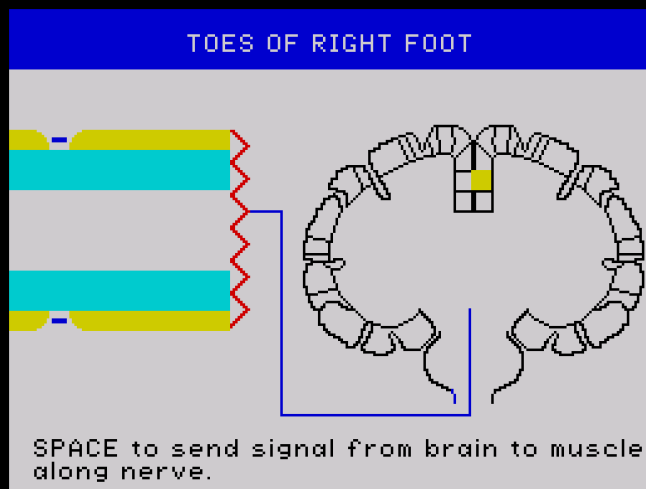 TOES OF RIGHT FOOT
SPACE to send signal from brain to muscle
along nerve.